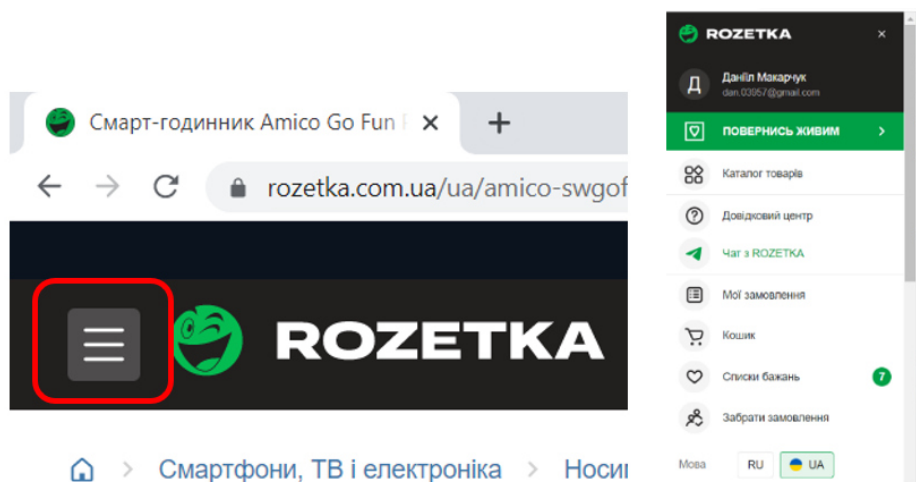 Смарт-годинник Amico Go Fun
rozetka.com.ua/ua/amico-swgof
ROZETKA
Смартфони, ТВ і електроніка > Носи
ROZETKA ×
Д
Даніїл Макарчук
dan.03957@gmail.com
ПОВЕРНИСЬ ЖИВИМ >
Каталог товарів
Довідковий центр
Чат з ROZETKA
Мої замовлення
Кошик
Списки бажань 7
Забрати замовлення
Мова RU UA